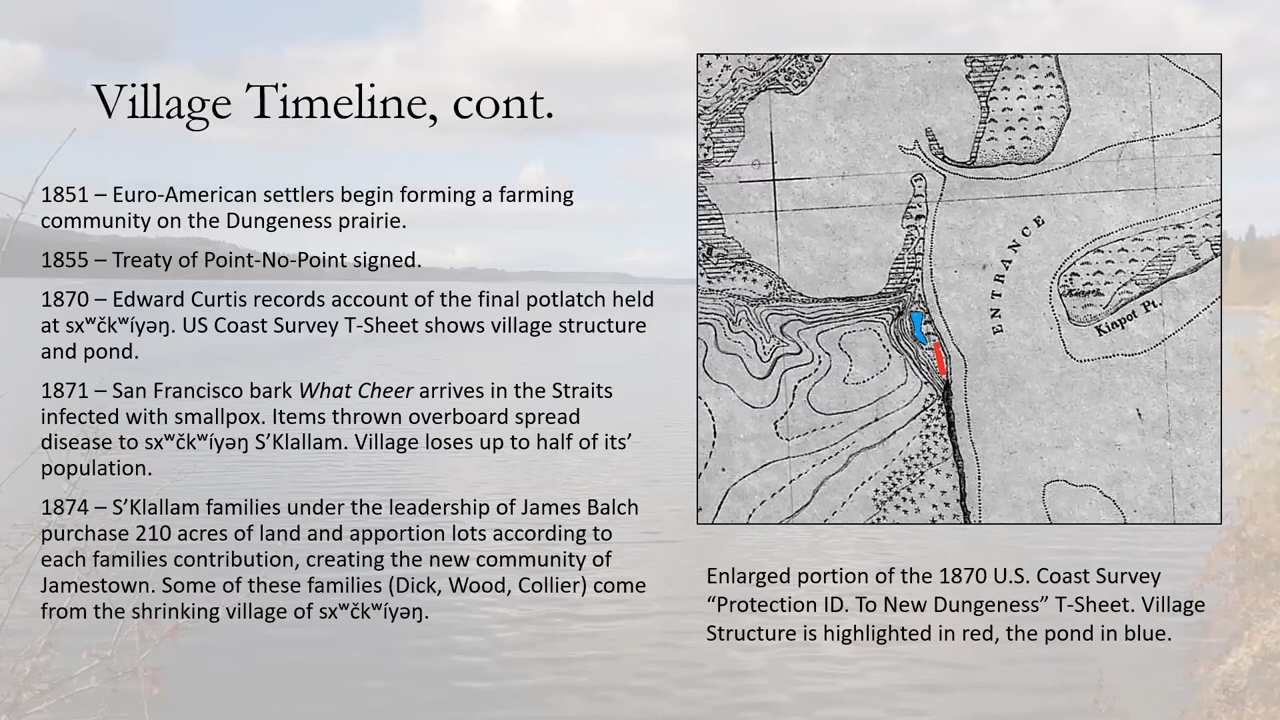 Village Timeline, cont.
1851 – Euro-American settlers begin forming a farming
community on the Dungeness prairie.
1855 – Treaty of Point-No-Point signed.
1870 – Edward Curtis records account of the final potlatch held
at sxʷčkʷíyəŋ. US Coast Survey T-Sheet shows village structure
and pond.
1871 – San Francisco bark What Cheer arrives in the Straits
infected with smallpox. Items thrown overboard spread
disease to sxʷčkʷíyəŋ S’Klallam. Village loses up to half of its’
population.
1874 – S’Klallam families under the leadership of James Balch
purchase 210 acres of land and apportion lots according to
each families contribution, creating the new community of
Jamestown. Some of these families (Dick, Wood, Collier) come
from the shrinking village of sxʷčkʷíyəŋ.
ENTRANCE
Kiapot Pt.
Enlarged portion of the 1870 U.S. Coast Survey
“Protection ID. To New Dungeness” T-Sheet. Village
Structure is highlighted in red, the pond in blue.